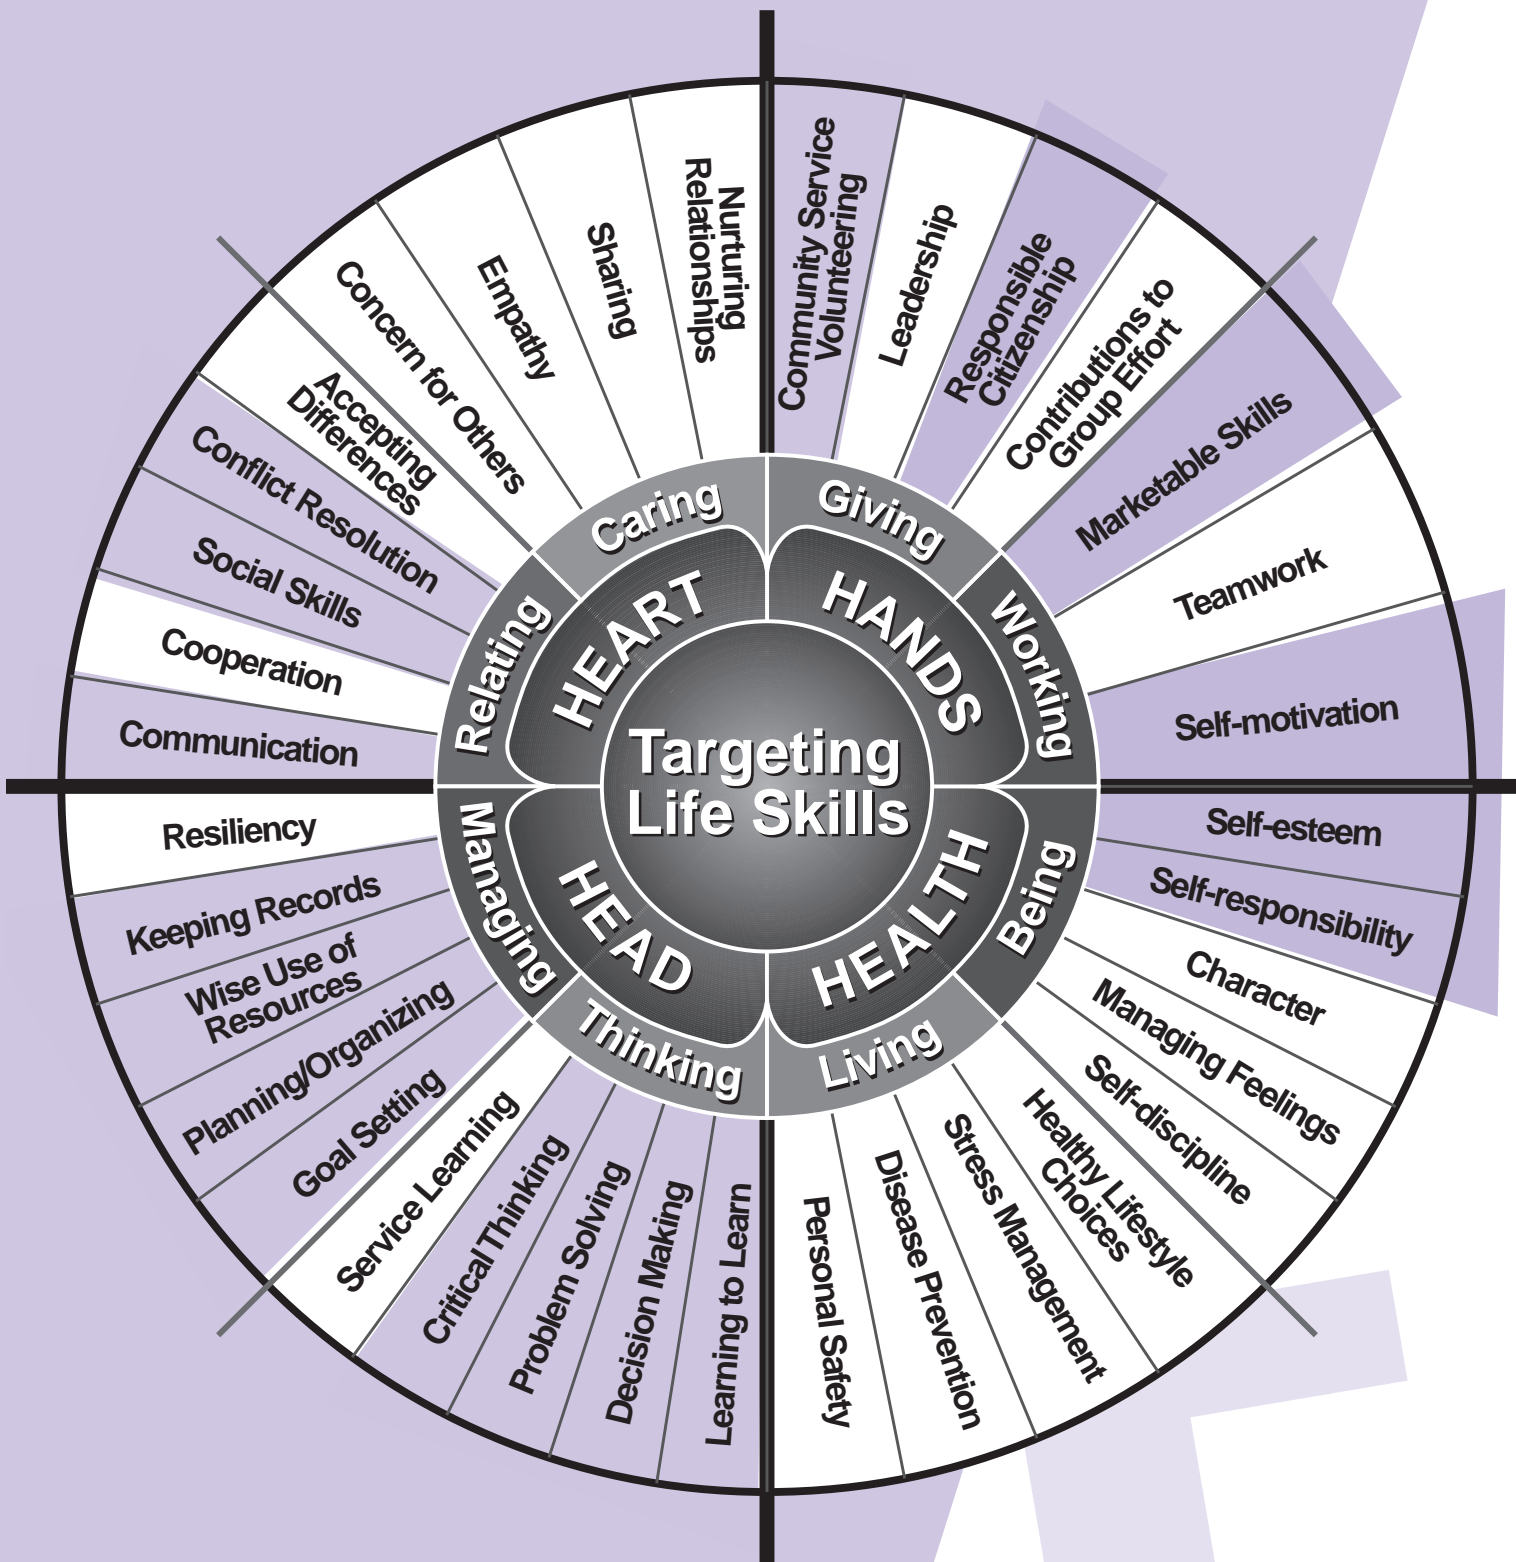 Targeting
Life Skills
HEART
HANDS
HEALTH
HEAD
Caring
Giving
Working
Being
Living
Thinking
Managing
Relating
Community Service
Volunteering
Leadership
Responsible
Citizenship
Contributions to
Group Effort
Marketable Skills
Teamwork
Self-motivation
Self-esteem
Self-responsibility
Character
Managing Feelings
Self-discipline
Healthy Lifestyle
Choices
Stress Management
Disease Prevention
Personal Safety
Learning to Learn
Decision Making
Problem Solving
Critical Thinking
Service Learning
Goal Setting
Planning/Organizing
Wise Use of
Resources
Keeping Records
Resiliency
Communication
Cooperation
Social Skills
Conflict Resolution
Accepting
Differences
Concern for Others
Empathy
Sharing
Nurturing
Relationships